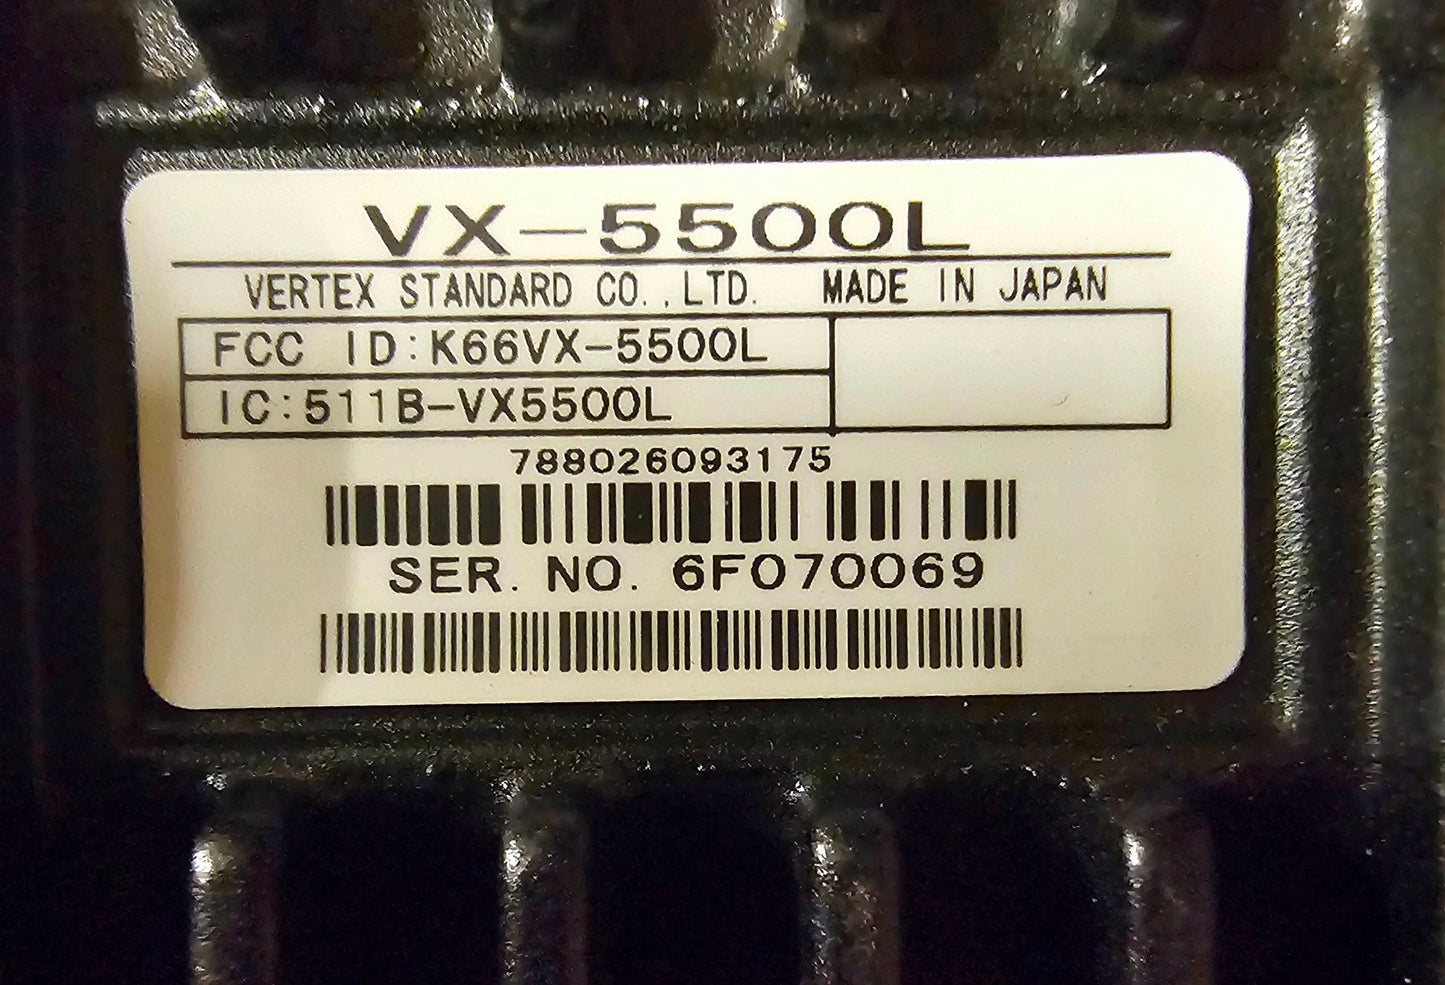 VX-5500L
VERTEX STANDARD CO.,LTD. MADE IN JAPAN
FCC ID:K66VX-5500L
IC:511B-VX5500L
788026093175
SER. NO. 6F070069